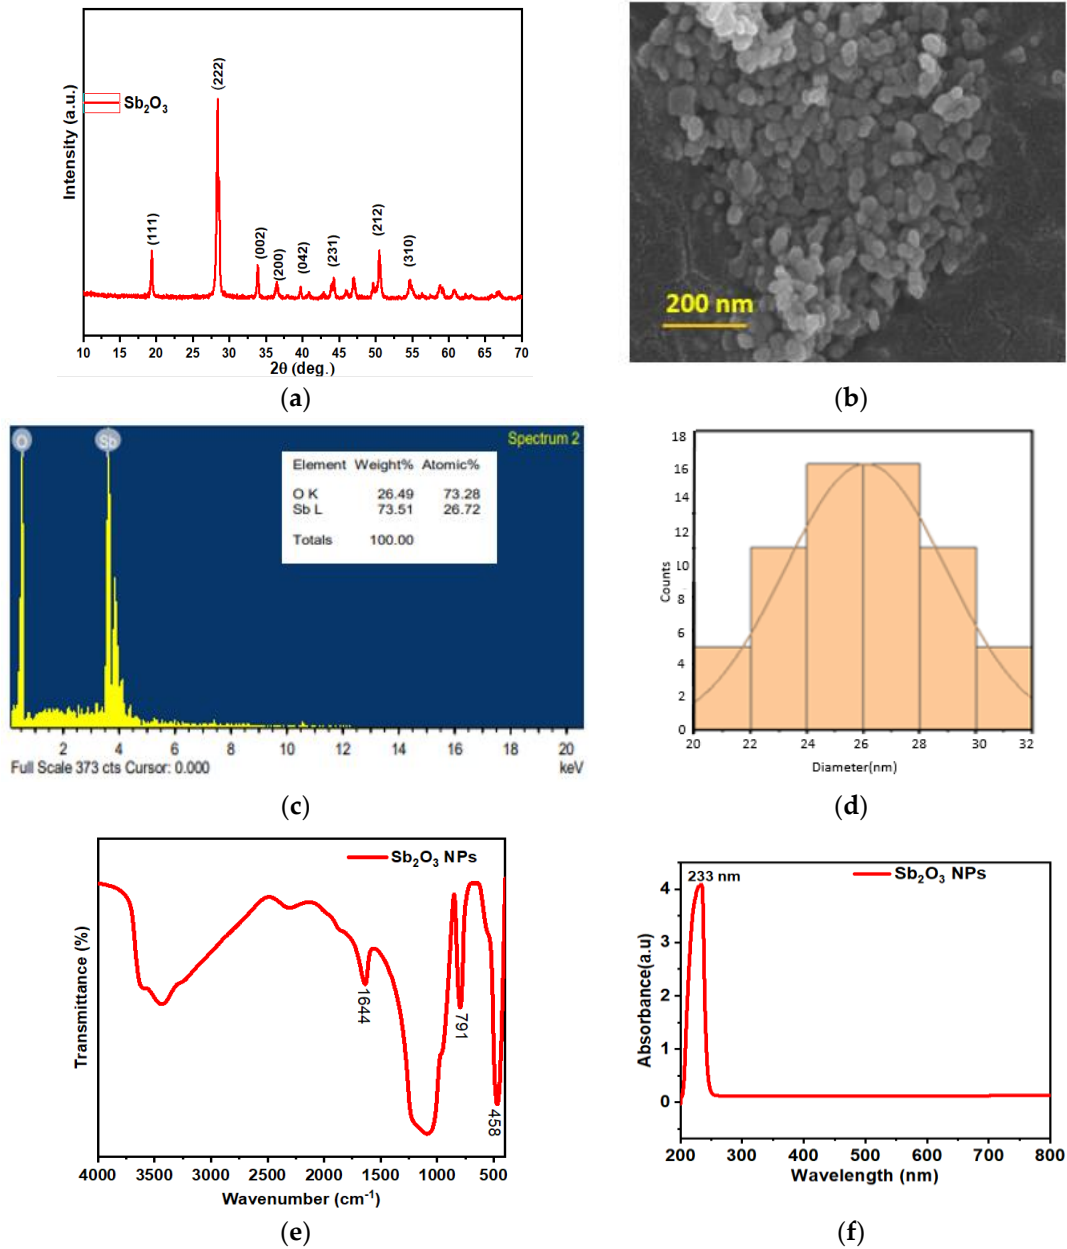 Sb₂O₃
(111)
(222)
(002)
(200)
(042)
(231)
(212)
(310)
Intensity (a.u.)
10 15 20 25 30 35 40 45 50 55 60 65 70
2θ (deg.)
(a)
200 nm
(b)
O Sb Spectrum 2
Element Weight% Atomic%
O K 26.49 73.28
Sb L 73.51 26.72
Totals 100.00
2 4 6 8 10 12 14 16 18 20
Full Scale 373 cts Cursor: 0.000 keV
(c)
18
16
14
12
10
8
6
4
2
0
Counts
20 22 24 26 28 30 32
Diameter(nm)
(d)
Sb₂O₃ NPs
Transmittance (%)
1644
791
458
4000 3500 3000 2500 2000 1500 1000 500
Wavenumber (cm⁻¹)
(e)
233 nm
Sb₂O₃ NPs
4
3
2
1
0
Absorbance(a.u)
200 300 400 500 600 700 800
Wavelength (nm)
(f)